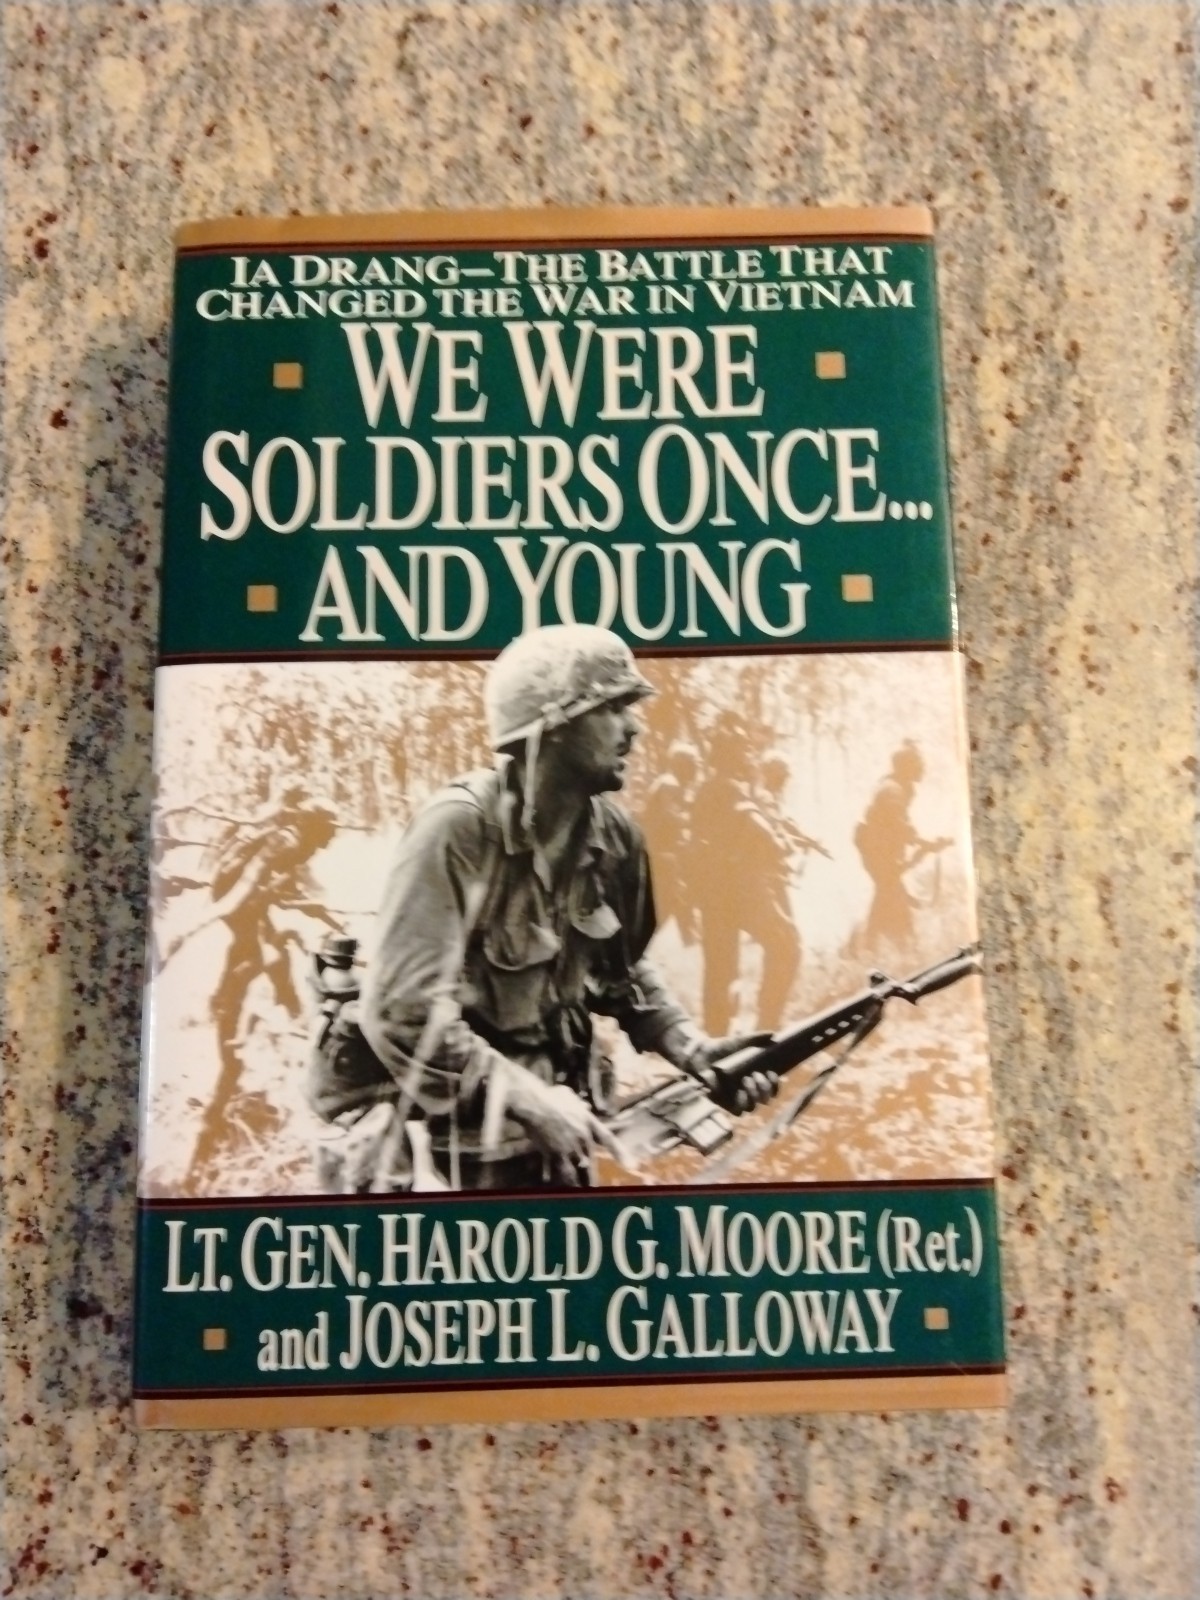 IA DRANG—THE BATTLE THAT
CHANGED THE WAR IN VIETNAM
WE WERE
SOLDIERS ONCE...
AND YOUNG
LT. GEN. HAROLD G. MOORE (Ret.)
and JOSEPH L. GALLOWAY